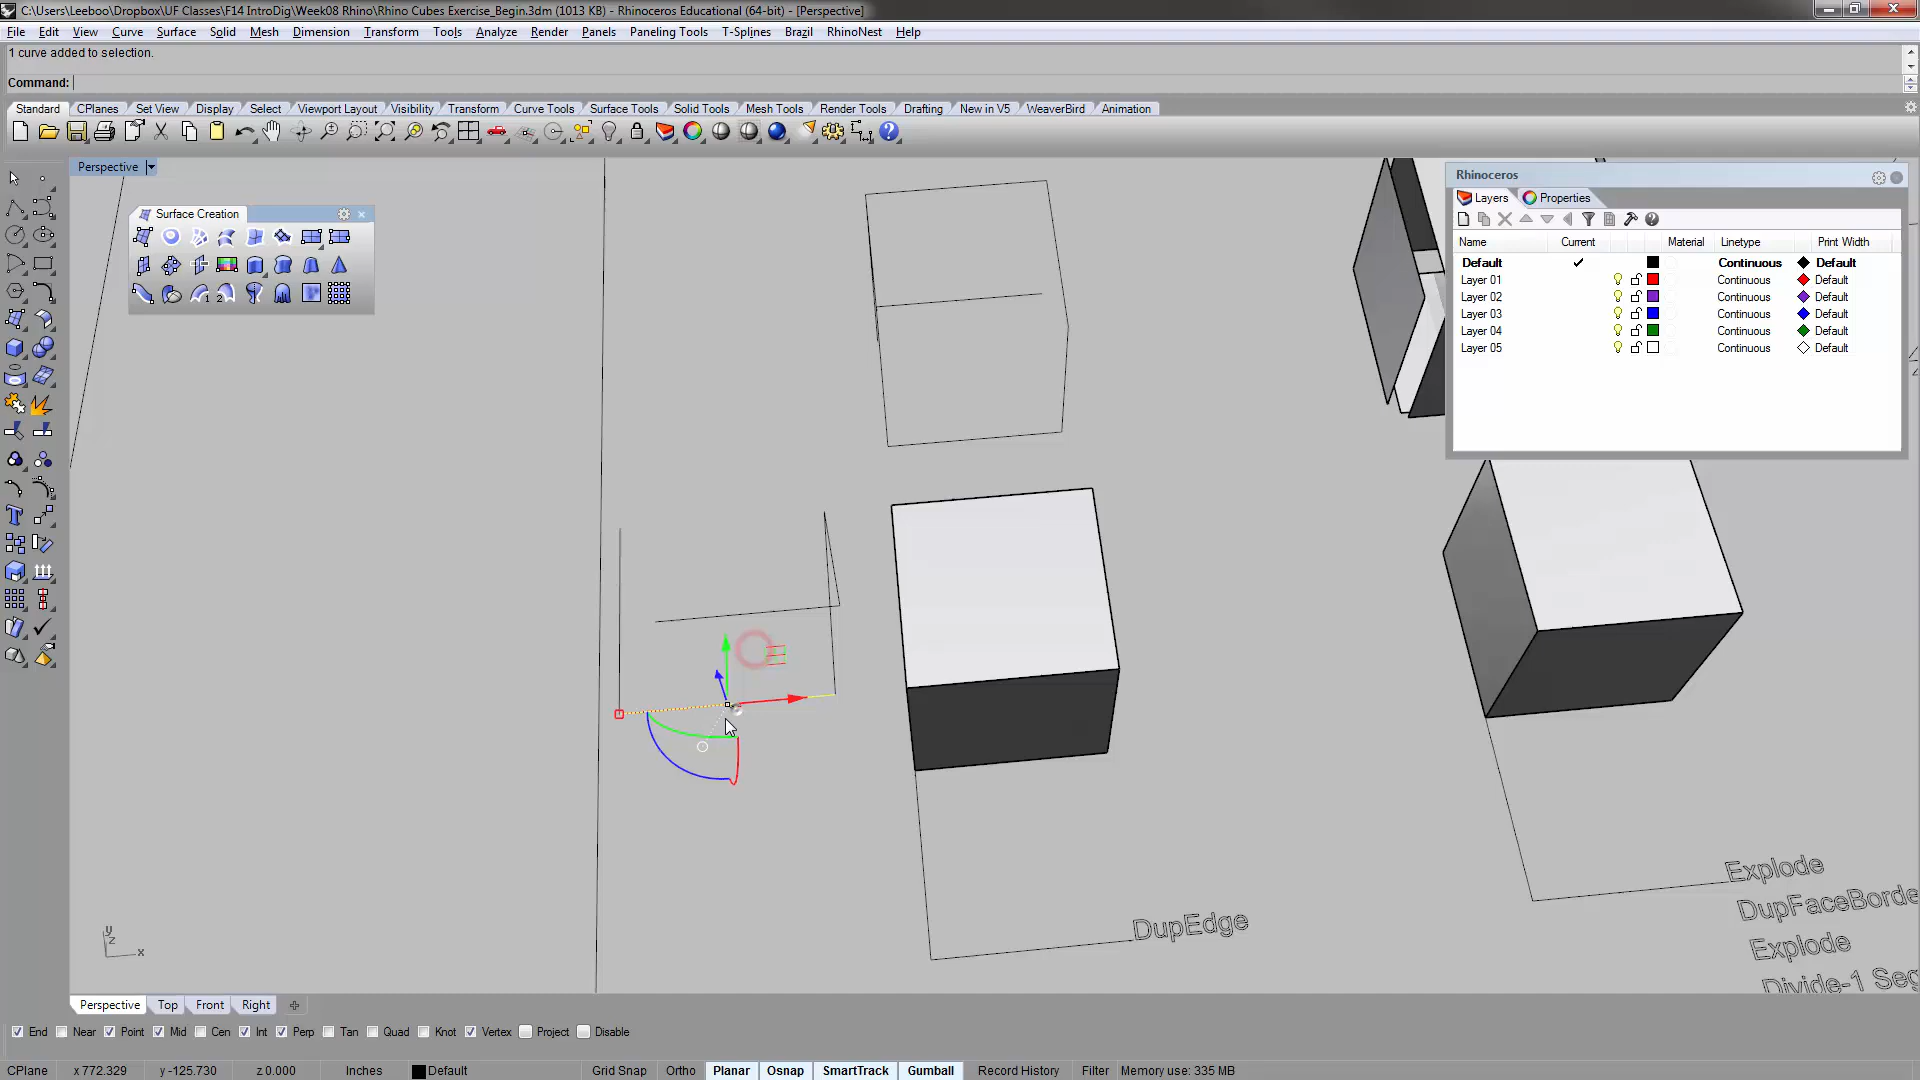 C:\Users\Leeboo\Dropbox\UF Classes\F14 IntroDig\Week08 Rhino\Rhino Cubes Exercise_Begin.3dm (1013 KB) - Rhinoceros Educational (64-bit) - [Perspective]
File Edit View Curve Surface Solid Mesh Dimension Transform Tools Analyze Render Panels Paneling Tools T-Splines Brazil RhinoNest Help
1 curve added to selection.
Command:
Standard CPlanes Set View Display Select Viewport Layout Visibility Transform Curve Tools Surface Tools Solid Tools Mesh Tools Render Tools Drafting New in V5 WeaverBird Animation
Perspective
Rhinoceros
Surface Creation
Layers Properties
Name Current Material Linetype Print Width
Default Continuous Default
Layer 01 Continuous Default
Layer 02 Continuous Default
Layer 03 Continuous Default
Layer 04 Continuous Default
Layer 05 Continuous Default
Explode
DupFaceBorde
DupEdge
Explode
Divide-1 Seg
y
z
x
Perspective Top Front Right
End Near Point Mid Cen Int Perp Tan Quad Knot Vertex Project Disable
CPlane x 772.329 y -125.730 z 0.000 Inches Default Grid Snap Ortho Planar Osnap SmartTrack Gumball Record History Filter Memory use: 335 MB